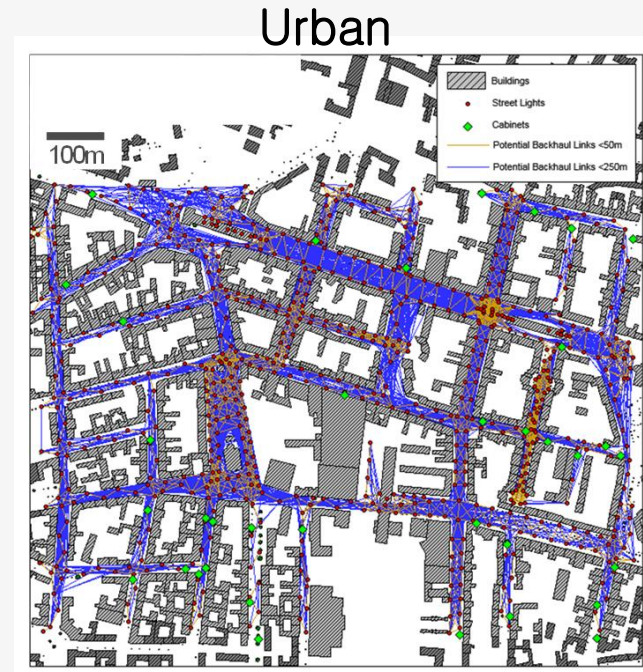 Urban
Buildings
Street Lights
Cabinets
Potential Backhaul Links <50m
Potential Backhaul Links <250m
100m